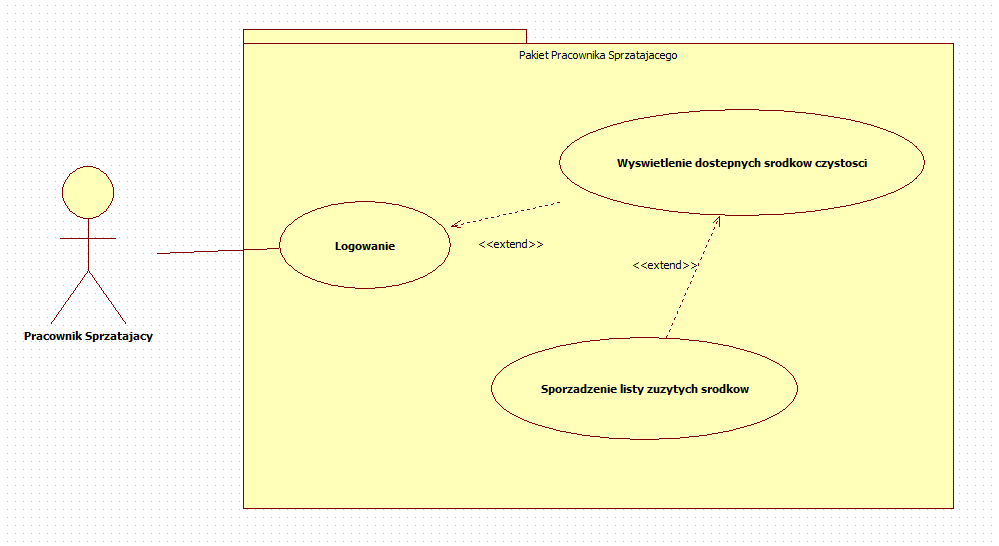 Pakiet Pracownika Sprzatajacego
Wyswietlenie dostepnych srodkow czystosci
Logowanie
<<extend>>
<<extend>>
Pracownik Sprzatajacy
Sporzadzenie listy zuzytych srodkow